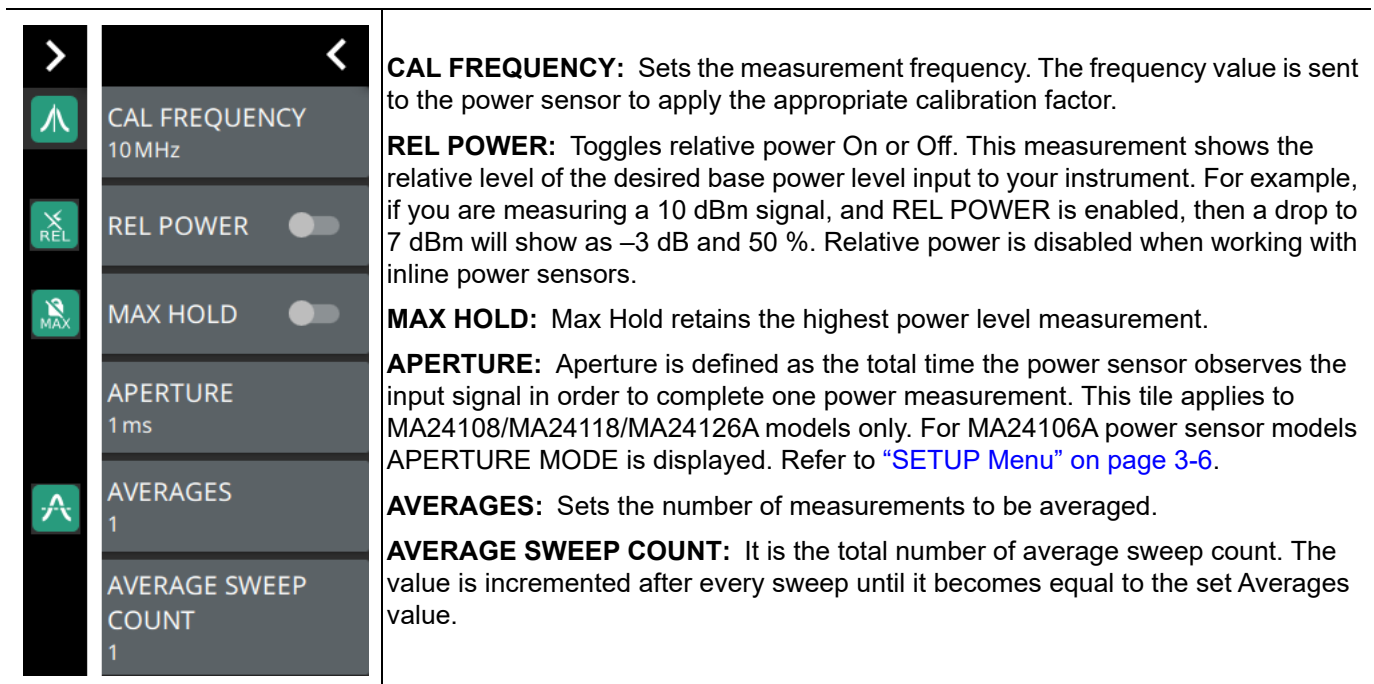 CAL FREQUENCY
10 MHz
REL
REL POWER
MAX
MAX HOLD
APERTURE
1 ms
AVERAGES
1
AVERAGE SWEEP
COUNT
1
CAL FREQUENCY: Sets the measurement frequency. The frequency value is sent
to the power sensor to apply the appropriate calibration factor.
REL POWER: Toggles relative power On or Off. This measurement shows the
relative level of the desired base power level input to your instrument. For example,
if you are measuring a 10 dBm signal, and REL POWER is enabled, then a drop to
7 dBm will show as –3 dB and 50 %. Relative power is disabled when working with
inline power sensors.
MAX HOLD: Max Hold retains the highest power level measurement.
APERTURE: Aperture is defined as the total time the power sensor observes the
input signal in order to complete one power measurement. This tile applies to
MA24108/MA24118/MA24126A models only. For MA24106A power sensor models
APERTURE MODE is displayed. Refer to “SETUP Menu” on page 3-6.
AVERAGES: Sets the number of measurements to be averaged.
AVERAGE SWEEP COUNT: It is the total number of average sweep count. The
value is incremented after every sweep until it becomes equal to the set Averages
value.